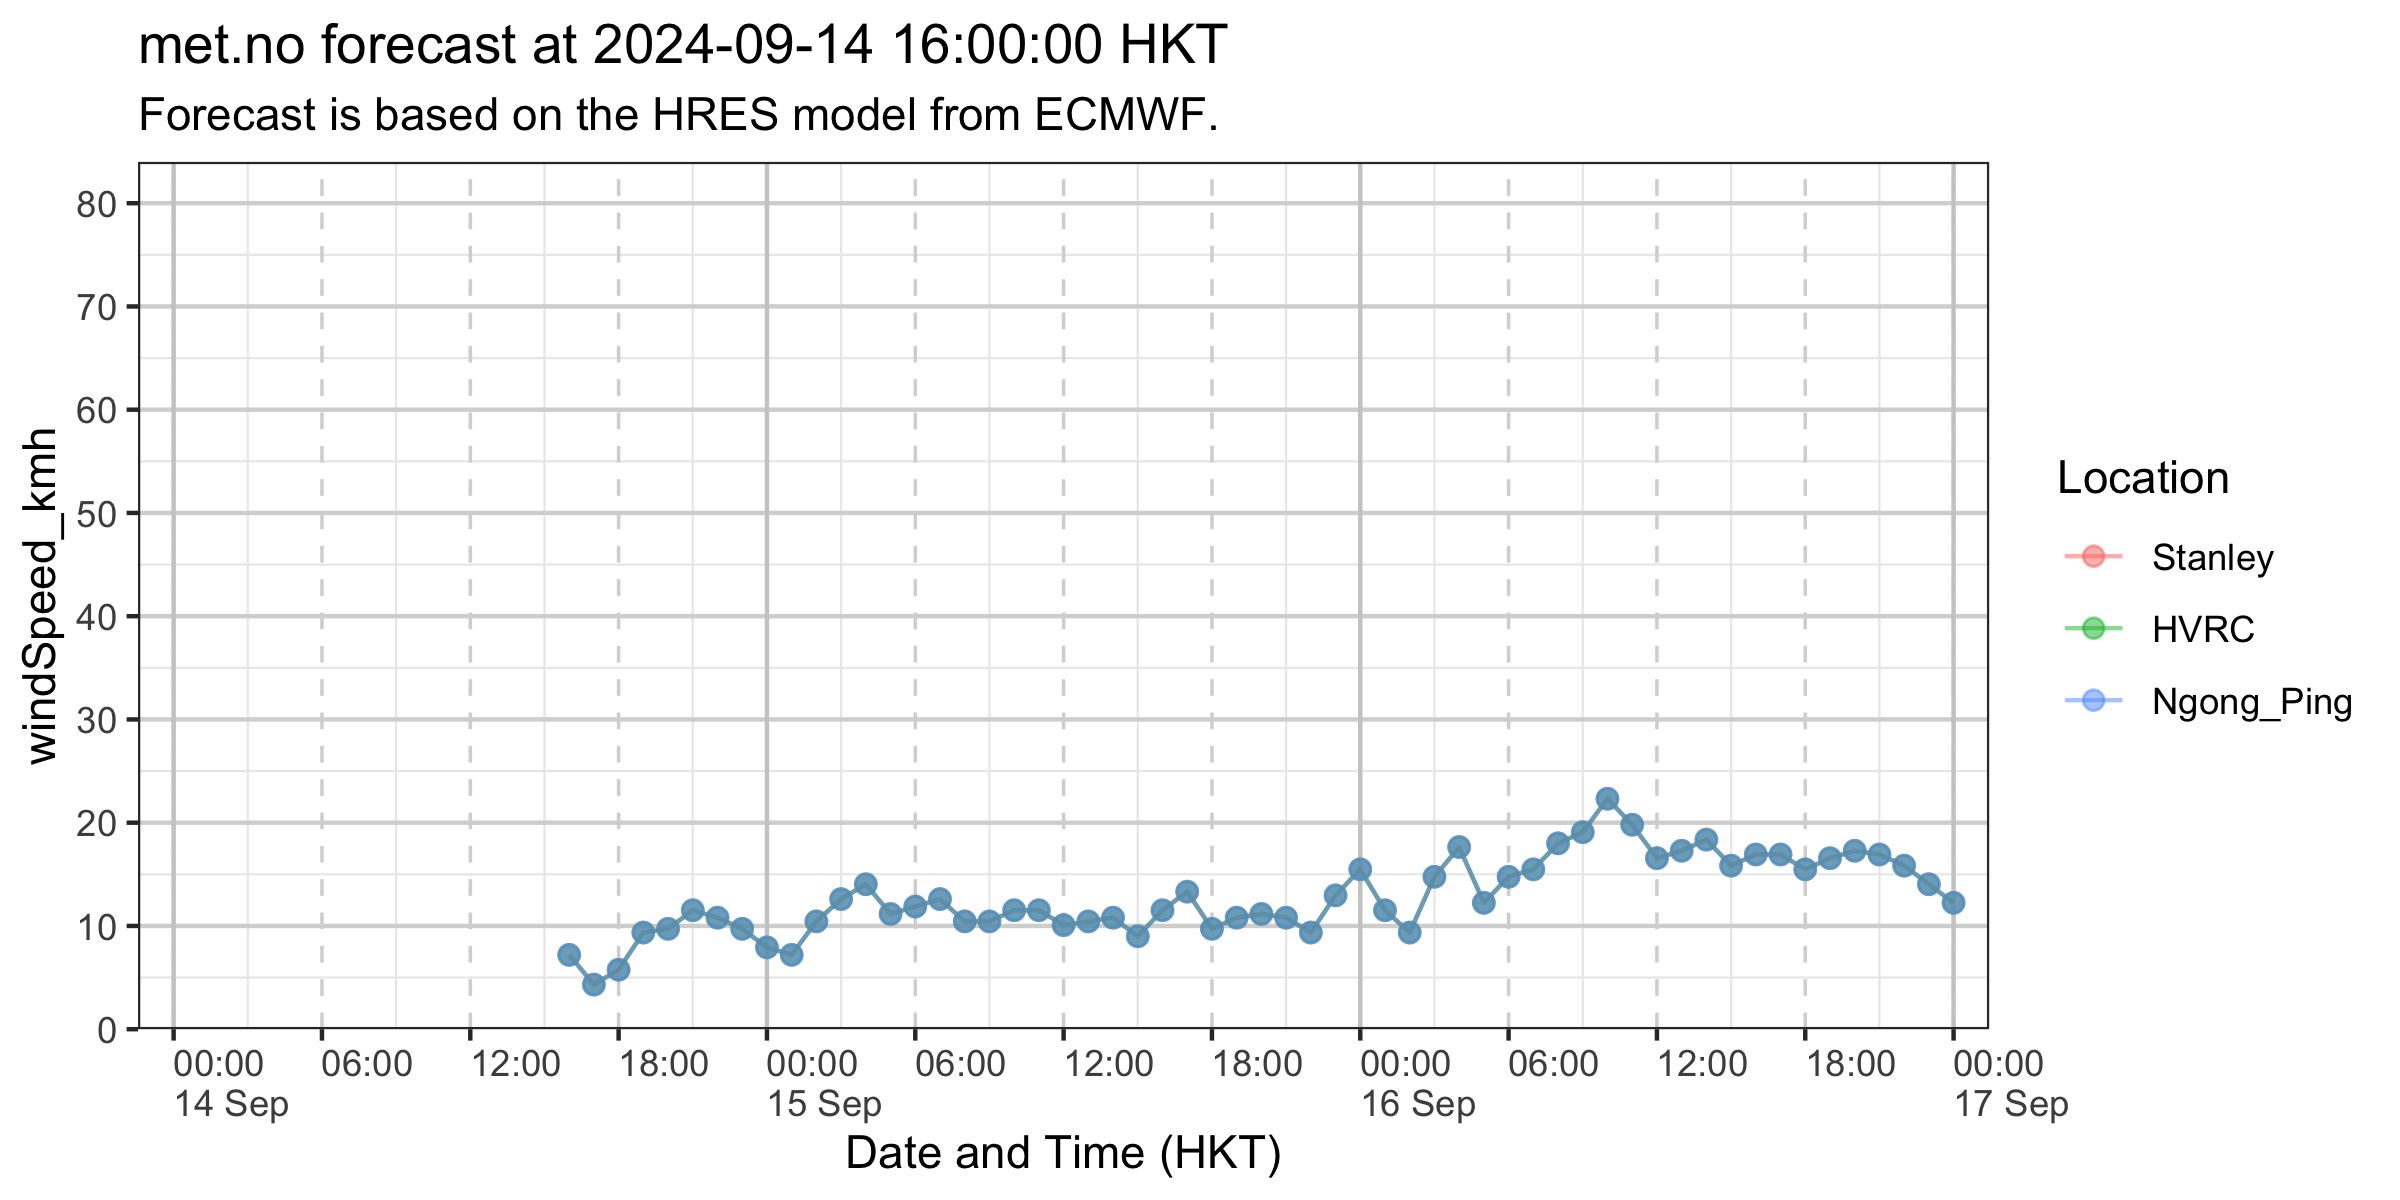 met.no forecast at 2024-09-14 16:00:00 HKT
Forecast is based on the HRES model from ECMWF.
windSpeed_kmh
80
70
60
50
40
30
20
10
0
00:00 06:00 12:00 18:00 00:00 06:00 12:00 18:00 00:00 06:00 12:00 18:00 00:00
14 Sep 15 Sep 16 Sep 17 Sep
Date and Time (HKT)
Location
Stanley
HVRC
Ngong_Ping